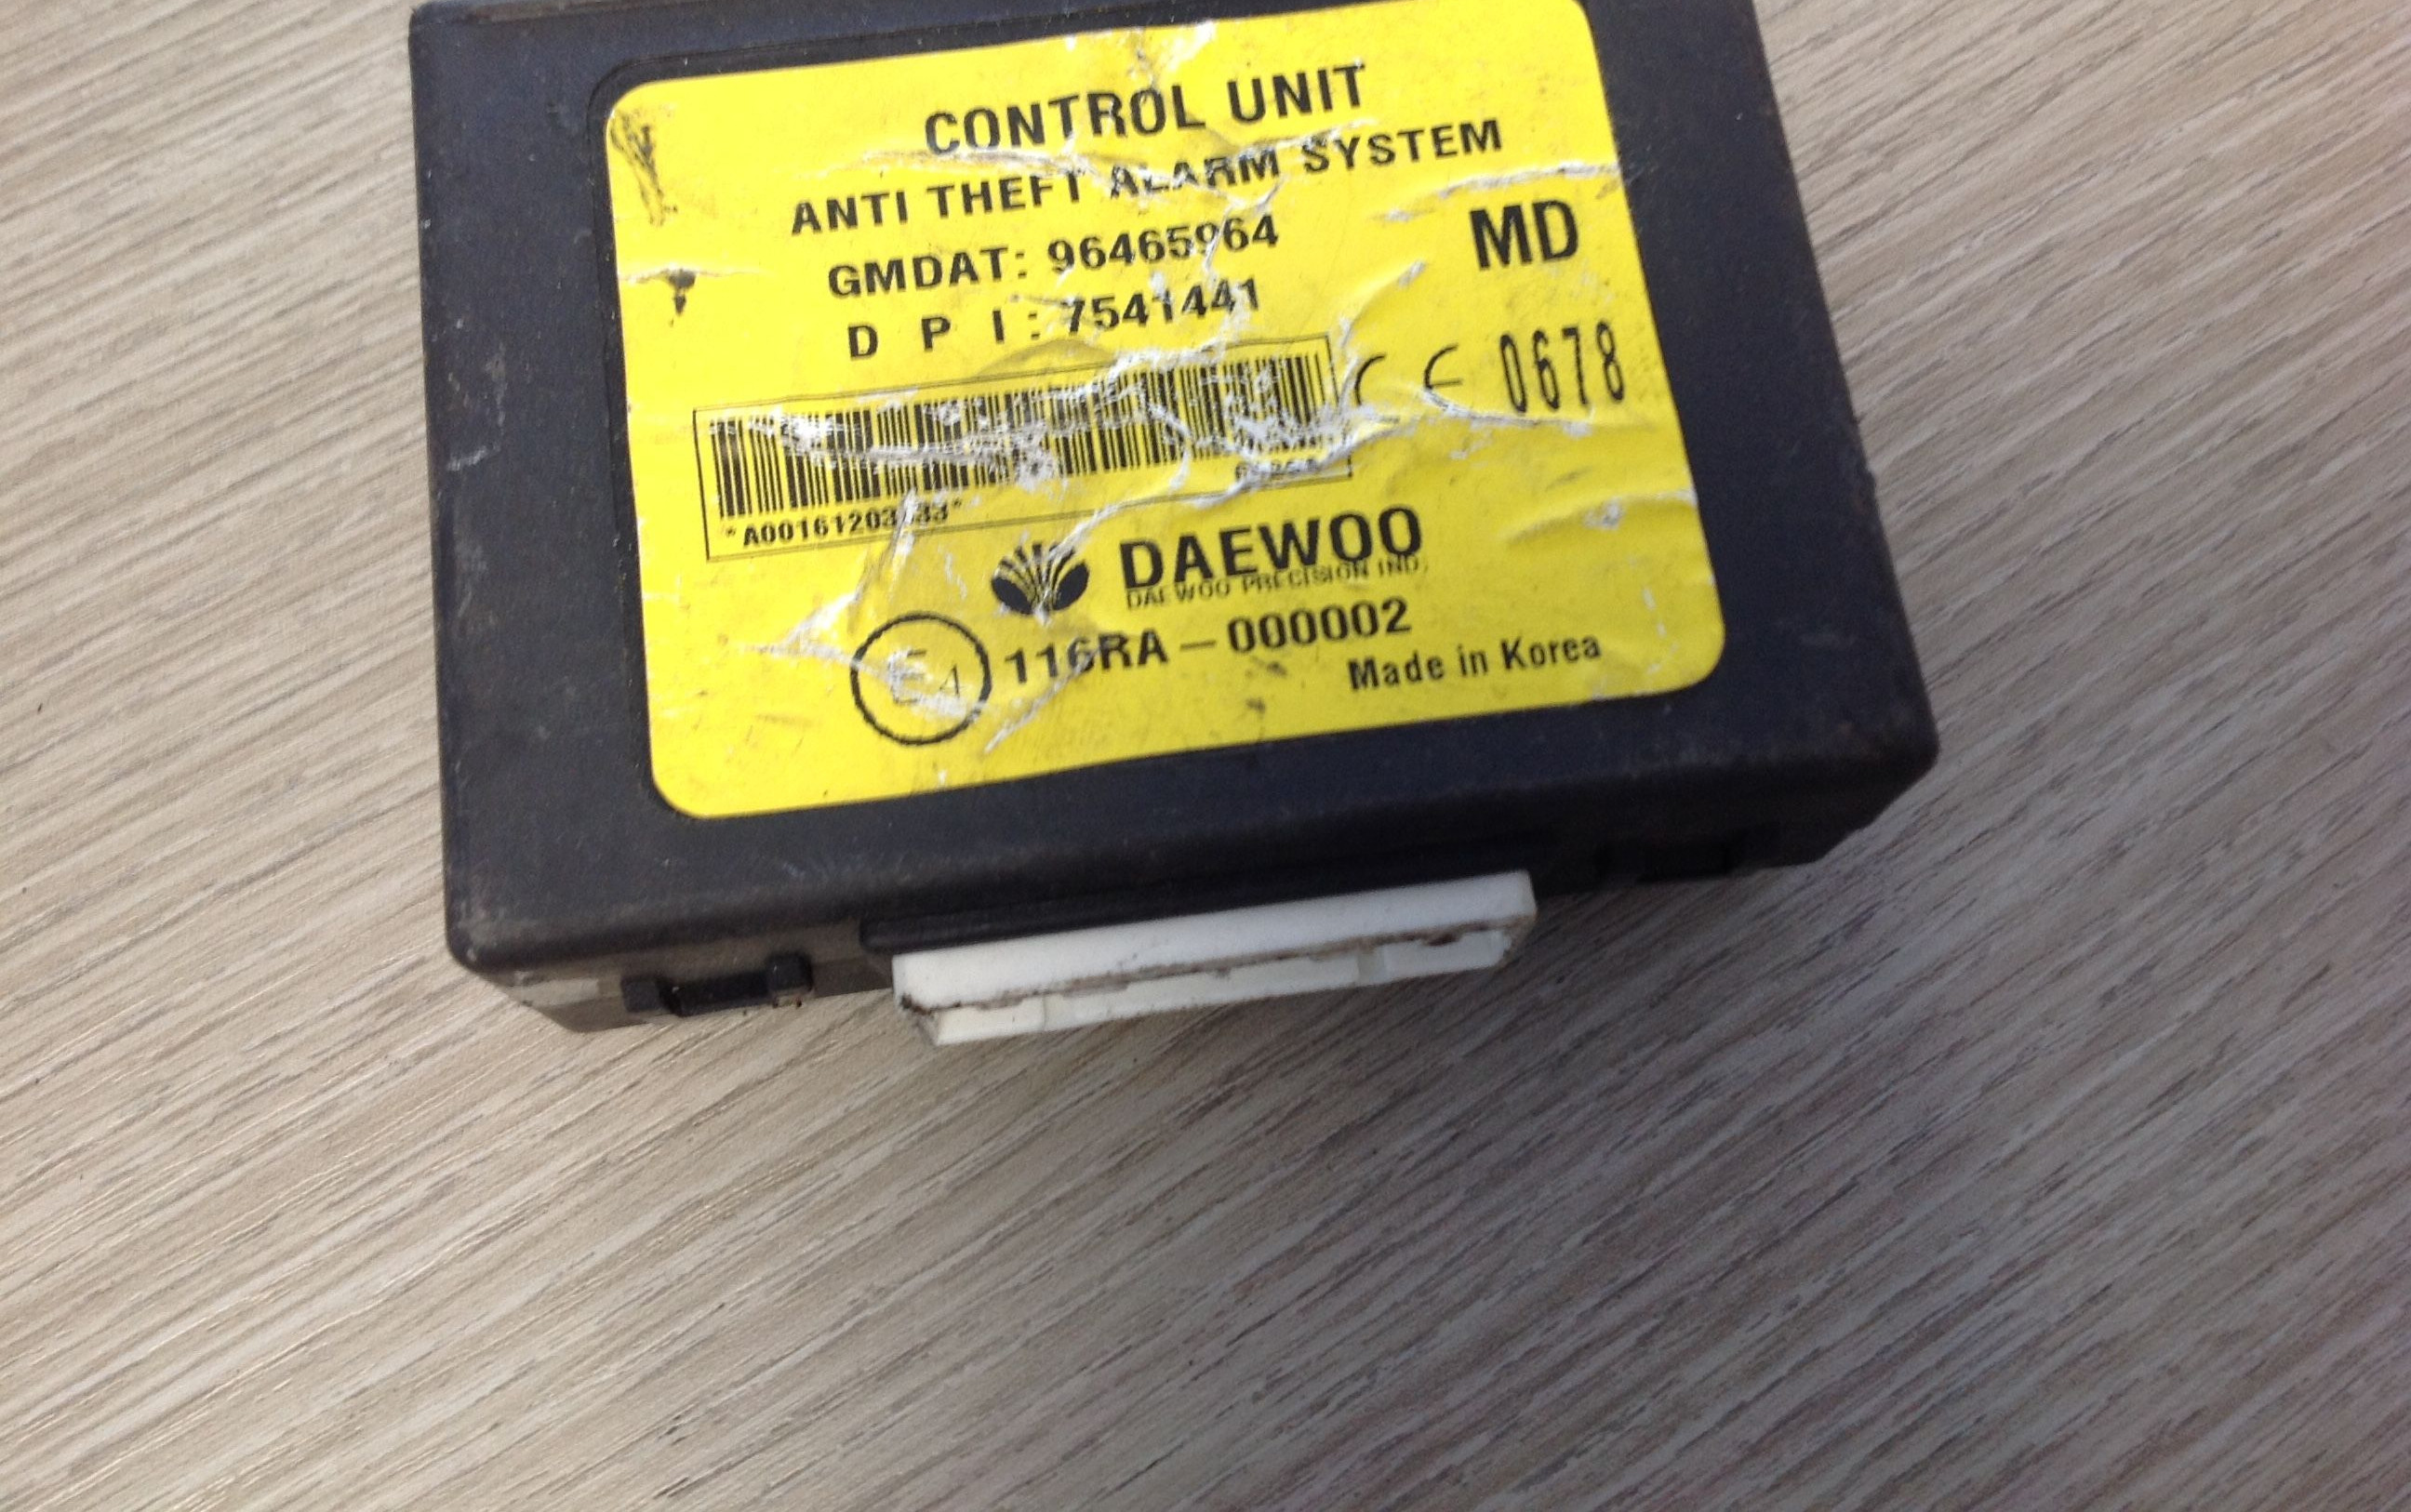 CONTROL UNIT
ANTI THEFT ALARM SYSTEM
GMDAT: 96465964
MD
D P I : 7541441
CE 0678
DAEWOO
DAEWOO PRECISION IND.
E4 116RA - 000002
Made in Korea